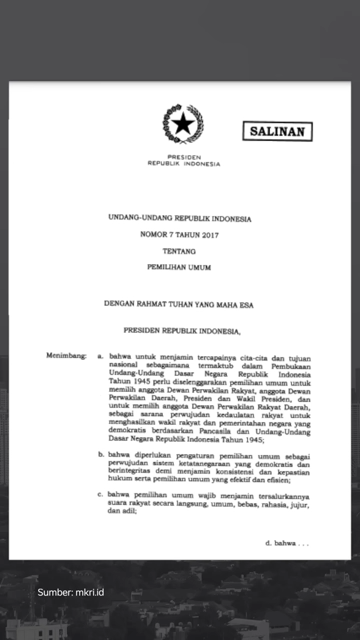 SALINAN
PRESIDEN
REPUBLIK INDONESIA
UNDANG-UNDANG REPUBLIK INDONESIA
NOMOR 7 TAHUN 2017
TENTANG
PEMILIHAN UMUM
DENGAN RAHMAT TUHAN YANG MAHA ESA
PRESIDEN REPUBLIK INDONESIA,
Menimbang: a. bahwa untuk menjamin tercapainya cita-cita dan tujuan
nasional sebagaimana termaktub dalam Pembukaan
Undang-Undang Dasar Negara Republik Indonesia
Tahun 1945 perlu diselenggarakan pemilihan umum untuk
memilih anggota Dewan Perwakilan Rakyat, anggota Dewan
Perwakilan Daerah, Presiden dan Wakil Presiden, dan
untuk memilih anggota Dewan Perwakilan Rakyat Daerah,
sebagai sarana perwujudan kedaulatan rakyat untuk
menghasilkan wakil rakyat dan pemerintahan negara yang
demokratis berdasarkan Pancasila dan Undang-Undang
Dasar Negara Republik Indonesia Tahun 1945;
b. bahwa diperlukan pengaturan pemilihan umum sebagai
perwujudan sistem ketatanegaraan yang demokratis dan
berintegritas demi menjamin konsistensi dan kepastian
hukum serta pemilihan umum yang efektif dan efisien;
c. bahwa pemilihan umum wajib menjamin tersalurkannya
suara rakyat secara langsung, umum, bebas, rahasia, jujur,
dan adil;
d. bahwa . . .
Sumber: mkri.id